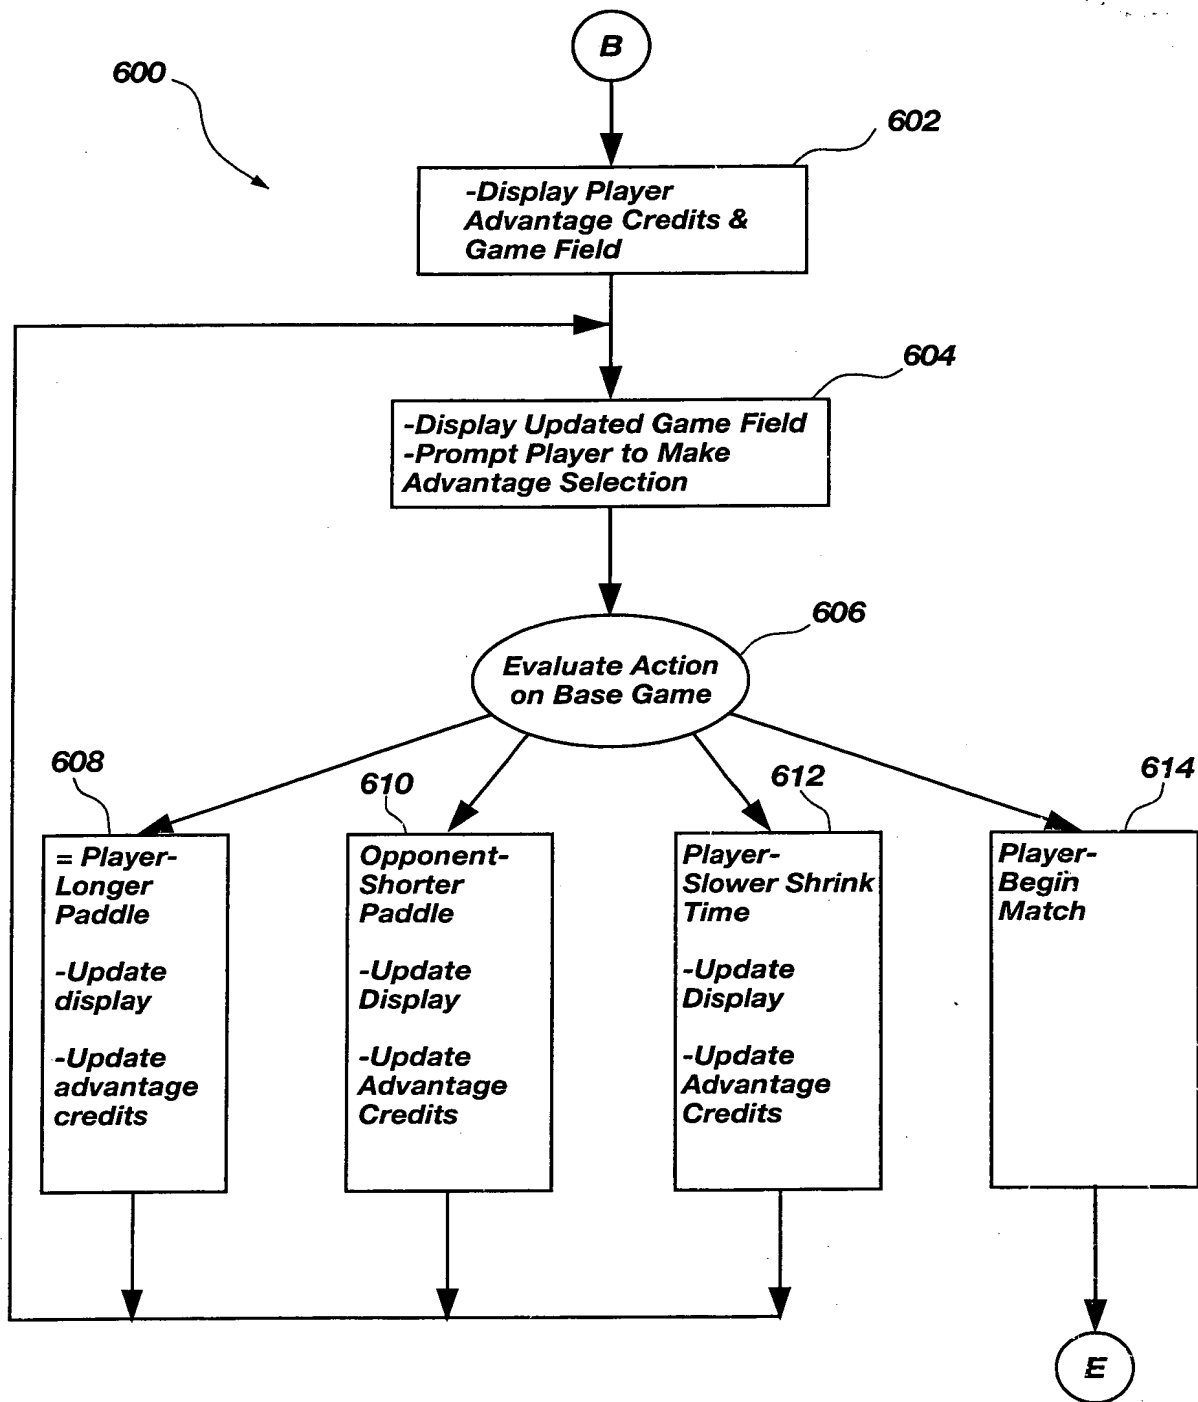 B
600
602
-Display Player
Advantage Credits &
Game Field
604
-Display Updated Game Field
-Prompt Player to Make
Advantage Selection
606
Evaluate Action
on Base Game
608
= Player-
Longer
Paddle
-Update
display
-Update
advantage
credits
610
Opponent-
Shorter
Paddle
-Update
Display
-Update
Advantage
Credits
612
Player-
Slower Shrink
Time
-Update
Display
-Update
Advantage
Credits
614
Player-
Begin
Match
E